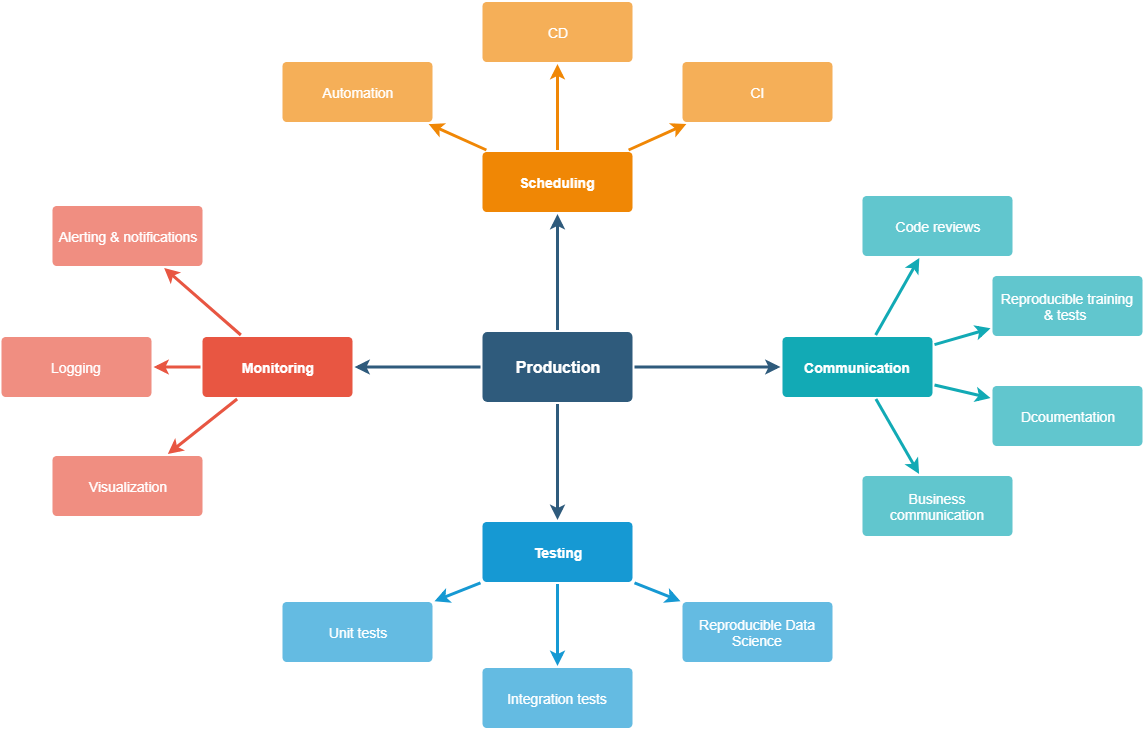 CD
Automation
CI
Scheduling
Code reviews
Alerting & notifications
Reproducible training
& tests
Logging
Monitoring
Production
Communication
Dcoumentation
Visualization
Business
communication
Testing
Unit tests
Reproducible Data
Science
Integration tests